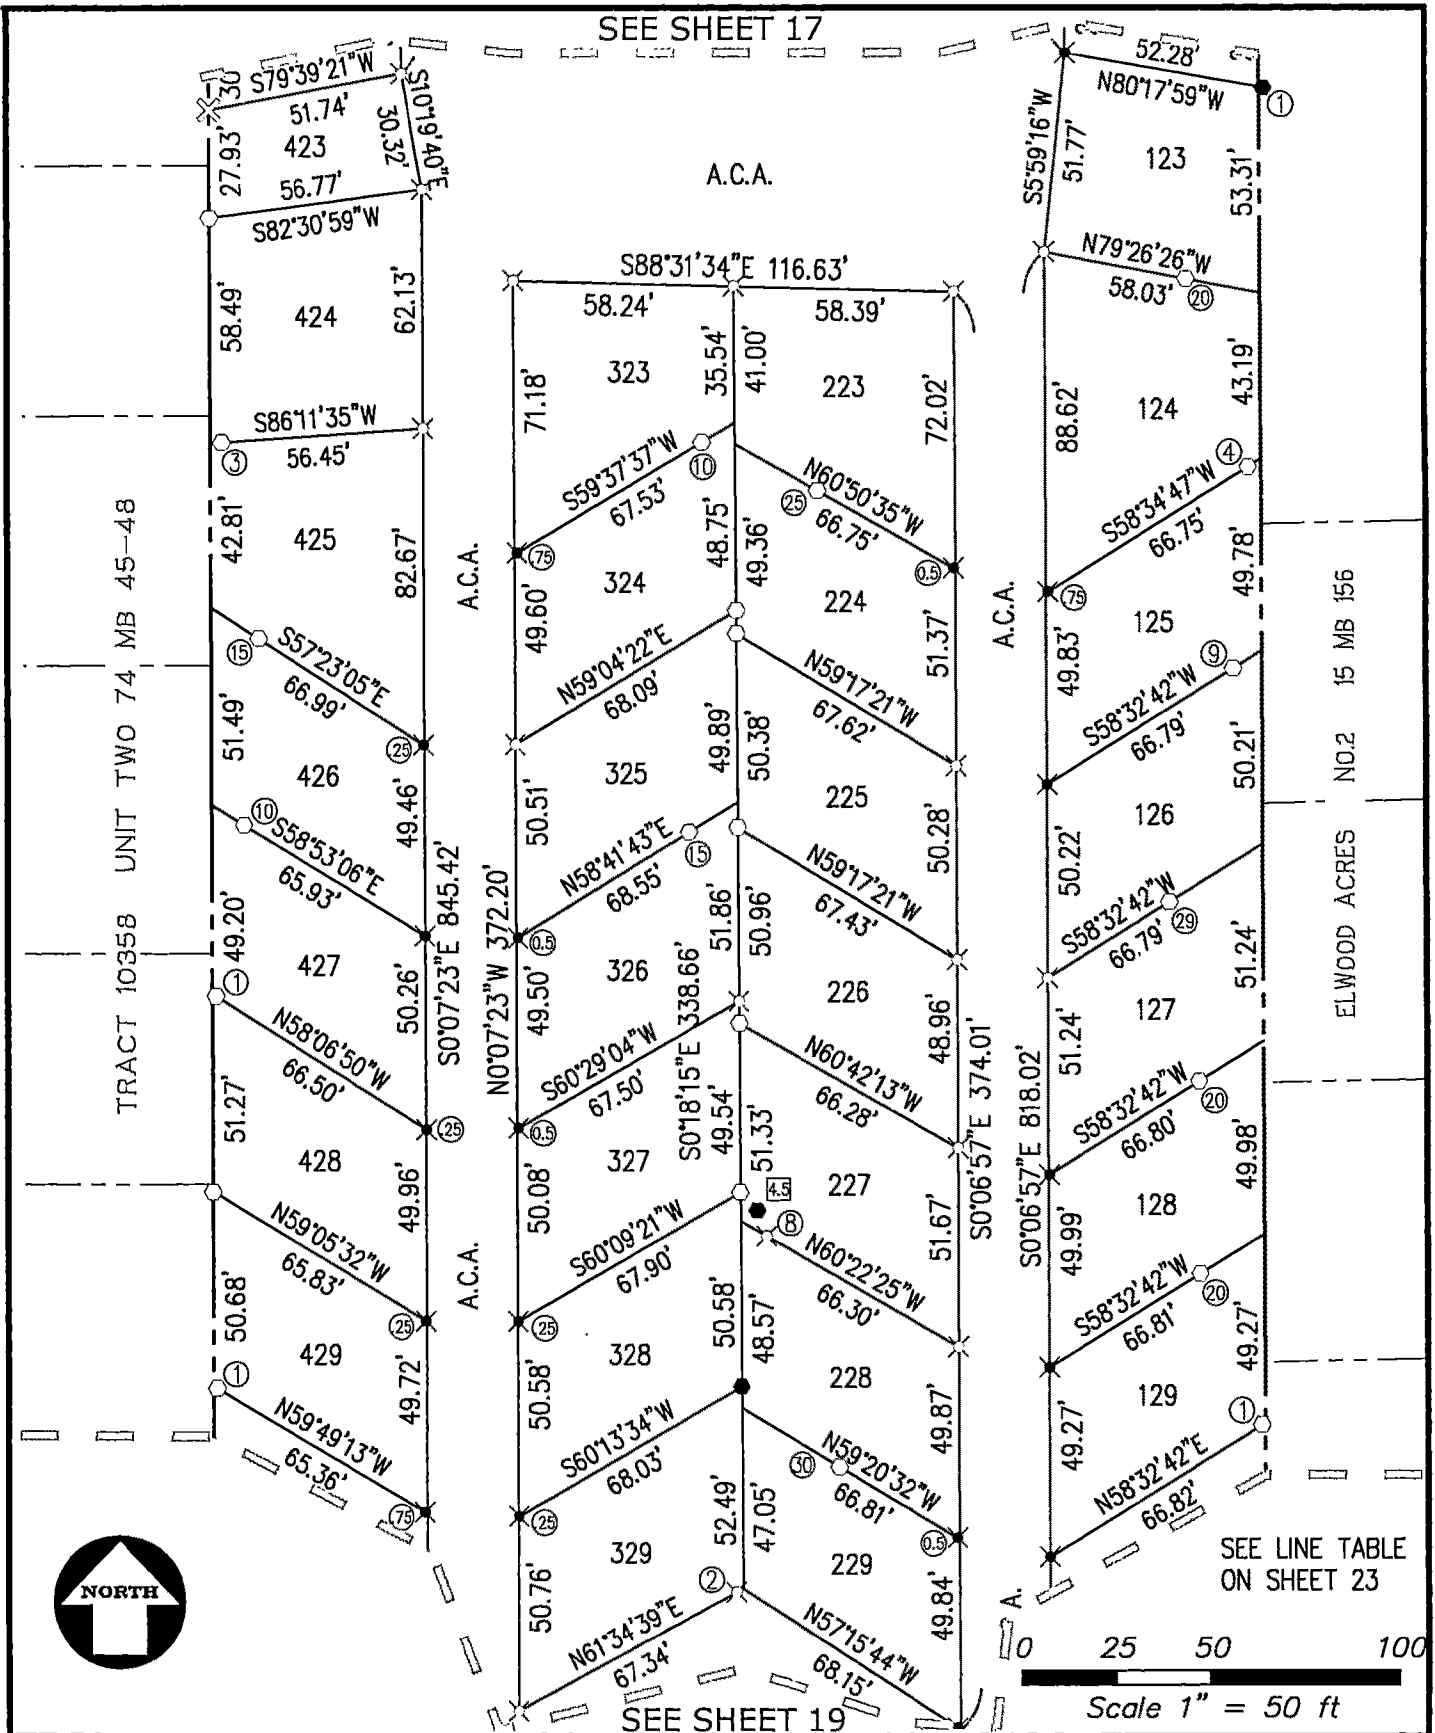 SEE SHEET 17
30
S79°39'21"W
51.74'
423
27.93'
S10°19'40"E
30.32'
56.77'
S82°30'59"W
58.49'
424
62.13'
S86°11'35"W
3
56.45'
42.81'
425
82.67'
15
S57°23'05"E
66.99'
.25
51.49'
426
49.46'
10
S58°53'06"E
65.93'
49.20'
427
50.26'
1
N58°06'50"W
66.50'
.25
51.27'
428
49.96'
N59°05'32"W
65.83'
.25
50.68'
429
49.72'
1
N59°49'13"W
65.36'
.75
TRACT 10358 UNIT TWO 74 MB 45-48
S0°07'23"E 845.42'
A.C.A.
A.C.A.
A.C.A.
N0°07'23"W 372.20'
S88°31'34"E 116.63'
58.24'
58.39'
71.18'
323
35.54'
41.00'
223
72.02'
S59°37'37"W
10
67.53'
.75
N60°50'35"W
25
66.75'
0.5
49.60'
324
48.75'
49.36'
224
51.37'
N59°04'22"E
68.09'
N59°17'21"W
67.62'
50.51'
325
49.89'
50.38'
225
50.28'
N58°41'43"E
15
68.55'
0.5
N59°17'21"W
67.43'
49.50'
326
51.86'
50.96'
226
48.96'
S60°29'04"W
67.50'
0.5
S0°18'15"E 338.66'
N60°42'13"W
66.28'
50.08'
327
49.54'
51.33'
4.5
227
51.67'
S60°09'21"W
67.90'
.25
8
N60°22'25"W
66.30'
50.58'
328
50.58'
48.57'
228
49.87'
S60°13'34"W
68.03'
.25
N59°20'32"W
30
66.81'
0.5
50.76'
329
52.49'
47.05'
229
49.84'
2
N61°34'39"E
67.34'
N57°15'44"W
68.15'
S0°06'57"E 374.01'
A.C.A.
A.
S0°06'57"E 818.02'
52.28'
N80°17'59"W
1
S5°59'16"W
51.77'
123
53.31'
N79°26'26"W
58.03'
20
88.62'
124
43.19'
4
S58°34'47"W
66.75'
.75
49.83'
125
49.78'
9
S58°32'42"W
66.79'
50.22'
126
50.21'
S58°32'42"W
66.79'
29
51.24'
127
51.24'
S58°32'42"W
66.80'
20
49.99'
128
49.98'
S58°32'42"W
66.81'
20
49.27'
129
49.27'
1
N58°32'42"E
66.82'
ELWOOD ACRES NO.2 15 MB 156
SEE LINE TABLE
ON SHEET 23
NORTH
0 25 50 100
Scale 1" = 50 ft
SEE SHEET 19